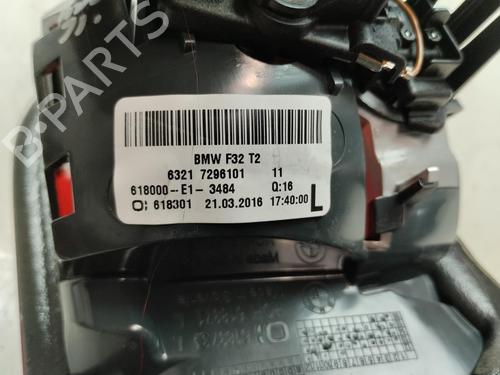 B-PARTS
BMW F32 T2
6321 7296101 11
618000--E1-3484 Q:16
O: 618301 21.03.2016 17:40:00 L